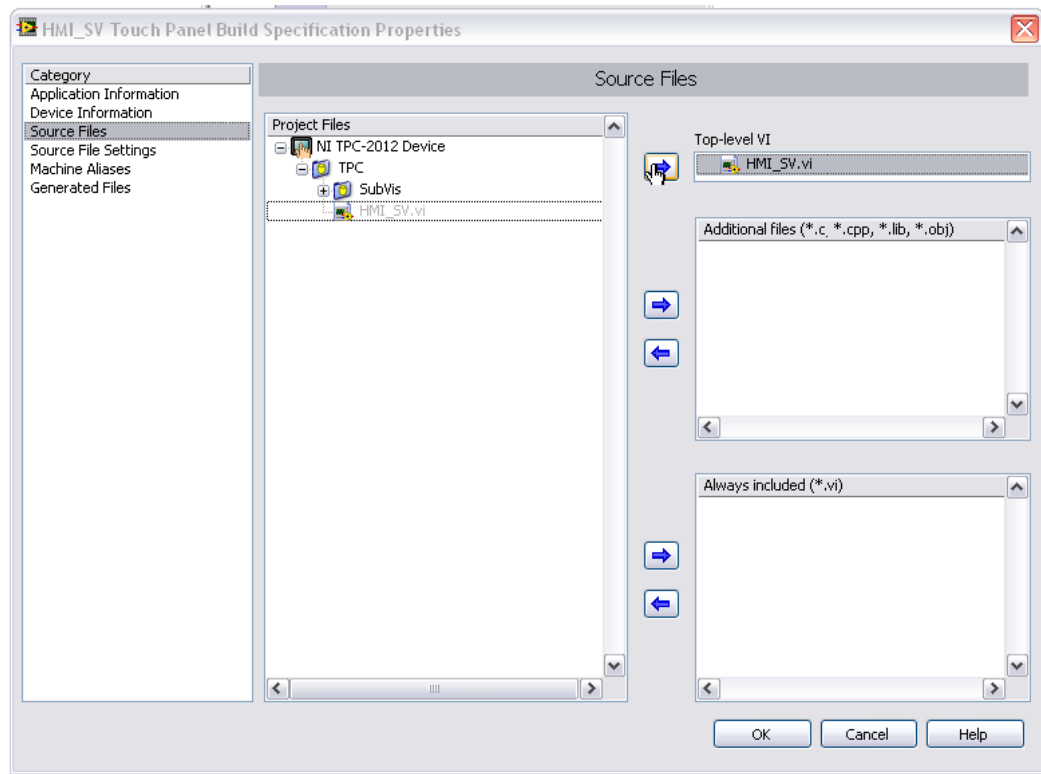 HMI_SV Touch Panel Build Specification Properties
Category
Application Information
Device Information
Source Files
Source File Settings
Machine Aliases
Generated Files
Source Files
Project Files
NI TPC-2012 Device
TPC
SubVis
HMI_SV.vi
Top-level VI
HMI_SV.vi
Additional files (*.c, *.cpp, *.lib, *.obj)
Always included (*.vi)
OK
Cancel
Help